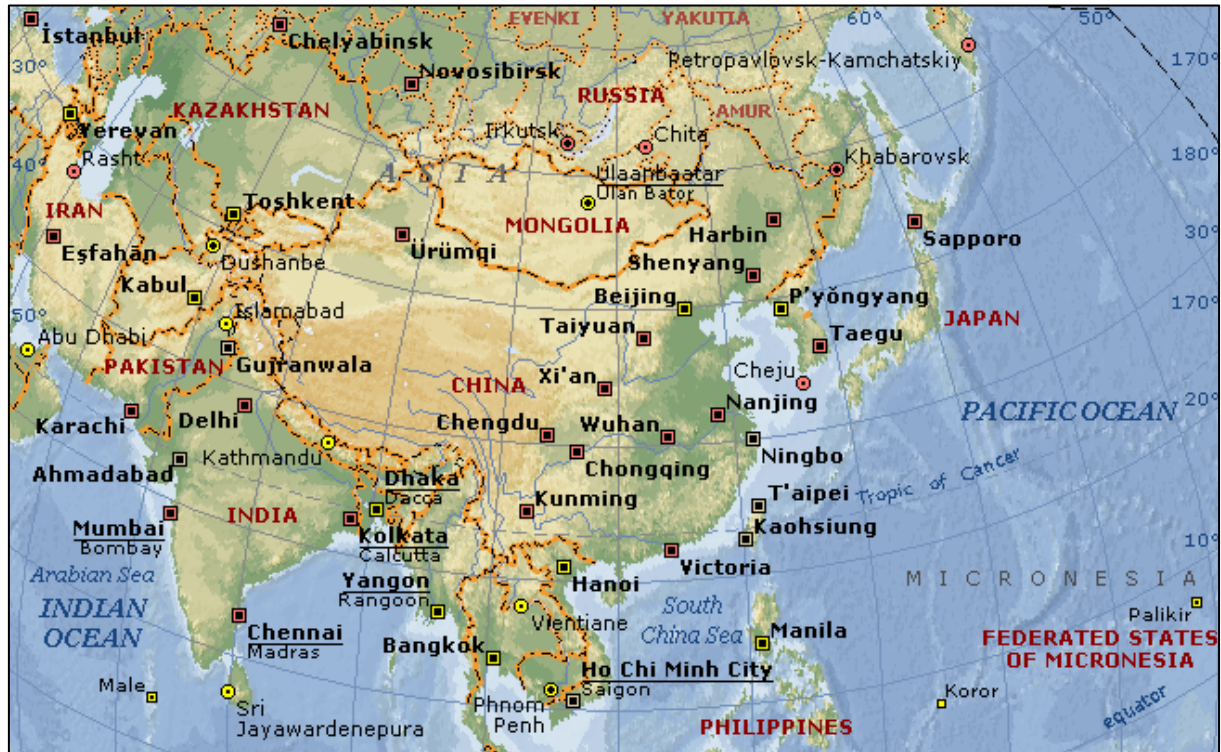 EVENKI
YAKUTIA
60°
50°
İstanbul
Chelyabinsk
Petropavlovsk-Kamchatskiy
170°
30°
Novosibirsk
RUSSIA
KAZAKHSTAN
AMUR
Yerevan
Irkutsk
Chita
180°
40°
Rasht
ASIA
Khabarovsk
Ulaanbaatar
Ulan Bator
IRAN
Toshkent
MONGOLIA
30°
Eşfahān
Dushanbe
Ürümqi
Harbin
Sapporo
Shenyang
Kabul
Beijing
P'yŏngyang
170°
50°
Islamabad
Taiyuan
JAPAN
Abu Dhabi
Taegu
PAKISTAN
Gujranwala
Xi'an
Cheju
CHINA
20°
Karachi
Delhi
Chengdu
Wuhan
Nanjing
PACIFIC OCEAN
Kathmandu
Ahmadabad
Chongqing
Ningbo
Dhaka
Dacca
Tropic of Cancer
Mumbai
Bombay
INDIA
Kunming
T'aipei
Kolkata
Calcutta
Kaohsiung
10°
Arabian Sea
Yangon
Rangoon
Hanoi
Victoria
MICRONESIA
INDIAN
OCEAN
Vientiane
South
China Sea
Palikir
Chennai
Madras
Bangkok
Manila
FEDERATED STATES
OF MICRONESIA
Ho Chi Minh City
Saigon
Male
Sri
Jayawardenepura
Phnom
Penh
Koror
equator
PHILIPPINES